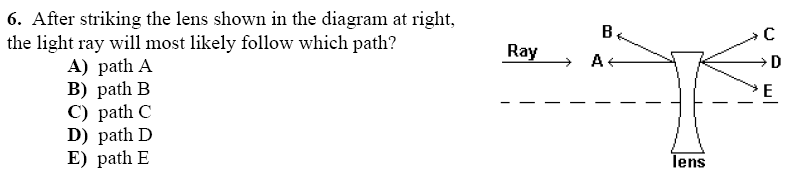 6. After striking the lens shown in the diagram at right,
the light ray will most likely follow which path?
A) path A
B) path B
C) path C
D) path D
E) path E
Ray
B
A
C
D
E
lens